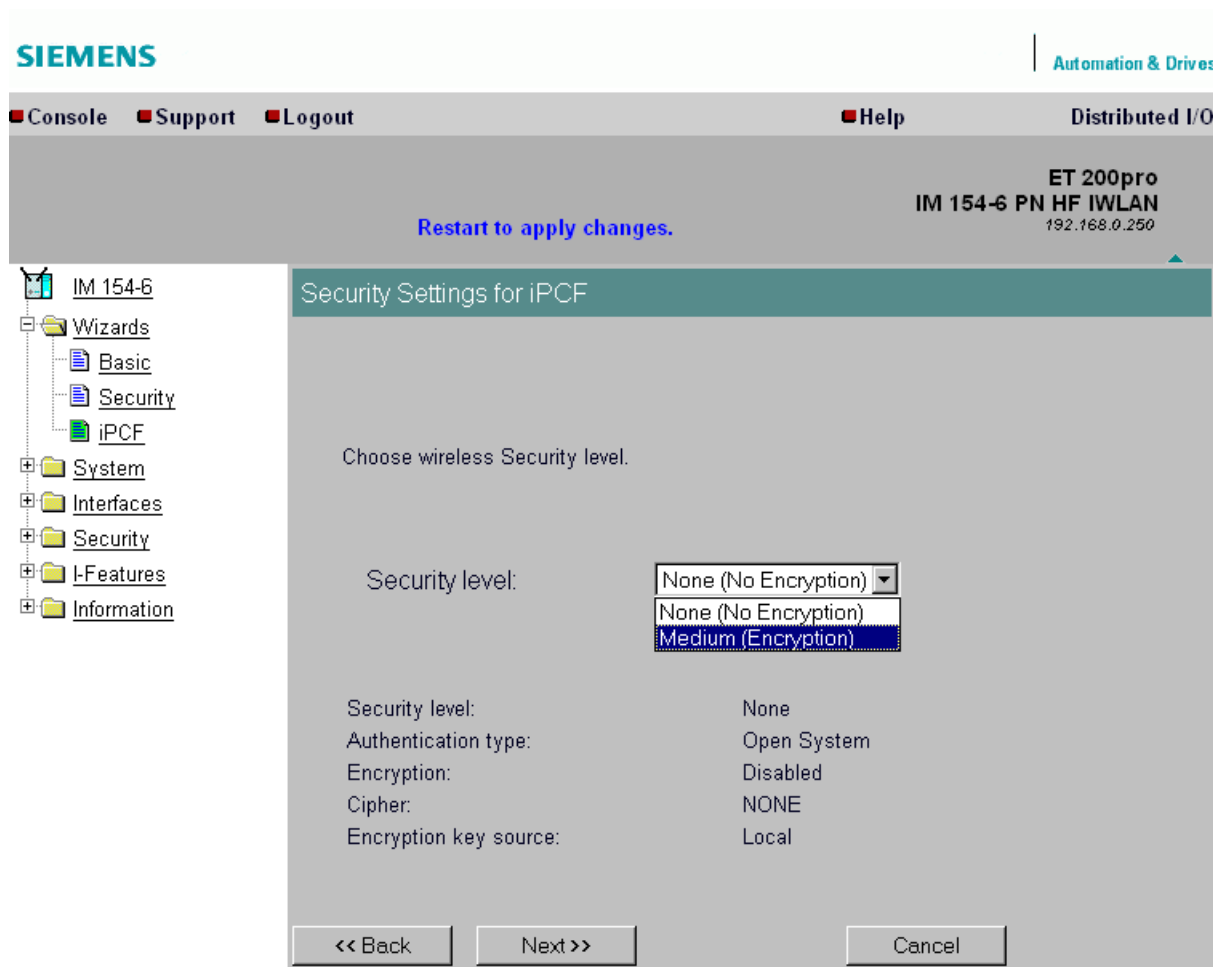 SIEMENS
Automation & Drives
Console Support Logout Help Distributed I/O
ET 200pro
IM 154-6 PN HF IWLAN
192.168.0.250
Restart to apply changes.
IM 154-6
Wizards
Basic
Security
iPCF
System
Interfaces
Security
I-Features
Information
Security Settings for iPCF
Choose wireless Security level.
Security level: None (No Encryption)
None (No Encryption)
Medium (Encryption)
Security level: None
Authentication type: Open System
Encryption: Disabled
Cipher: NONE
Encryption key source: Local
<< Back Next >> Cancel